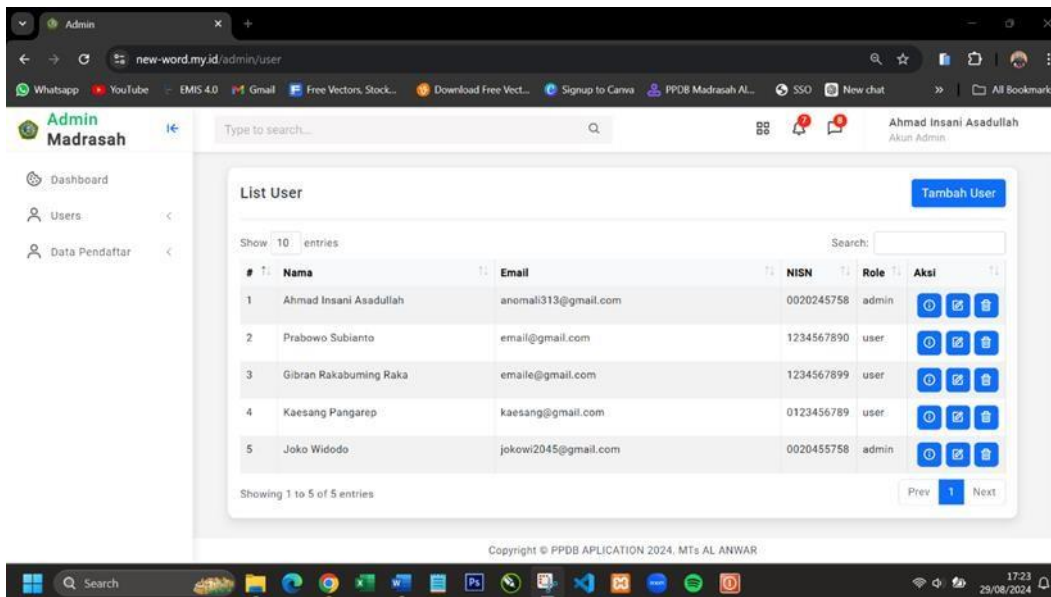 Admin
new-word.my.id/admin/user
Whatsapp YouTube EMIS 4.0 Gmail Free Vectors, Stock... Download Free Vect... Signup to Canva PPDB Madrasah Al... SSO New chat » All Bookmark
Admin
Madrasah
Type to search...
Ahmad Insani Asadullah
Akun Admin
Dashboard
Users
Data Pendaftar
List User
Tambah User
Show 10 entries
Search:
# Nama Email NISN Role Aksi
1 Ahmad Insani Asadullah anomali313@gmail.com 0020245758 admin
2 Prabowo Subianto email@gmail.com 1234567890 user
3 Gibran Rakabuming Raka emaile@gmail.com 1234567899 user
4 Kaesang Pangarep kaesang@gmail.com 0123456789 user
5 Joko Widodo jokowi2045@gmail.com 0020455758 admin
Showing 1 to 5 of 5 entries
Prev 1 Next
Copyright © PPDB APLICATION 2024. MTs AL ANWAR
Search
Ps
17:23
29/08/2024